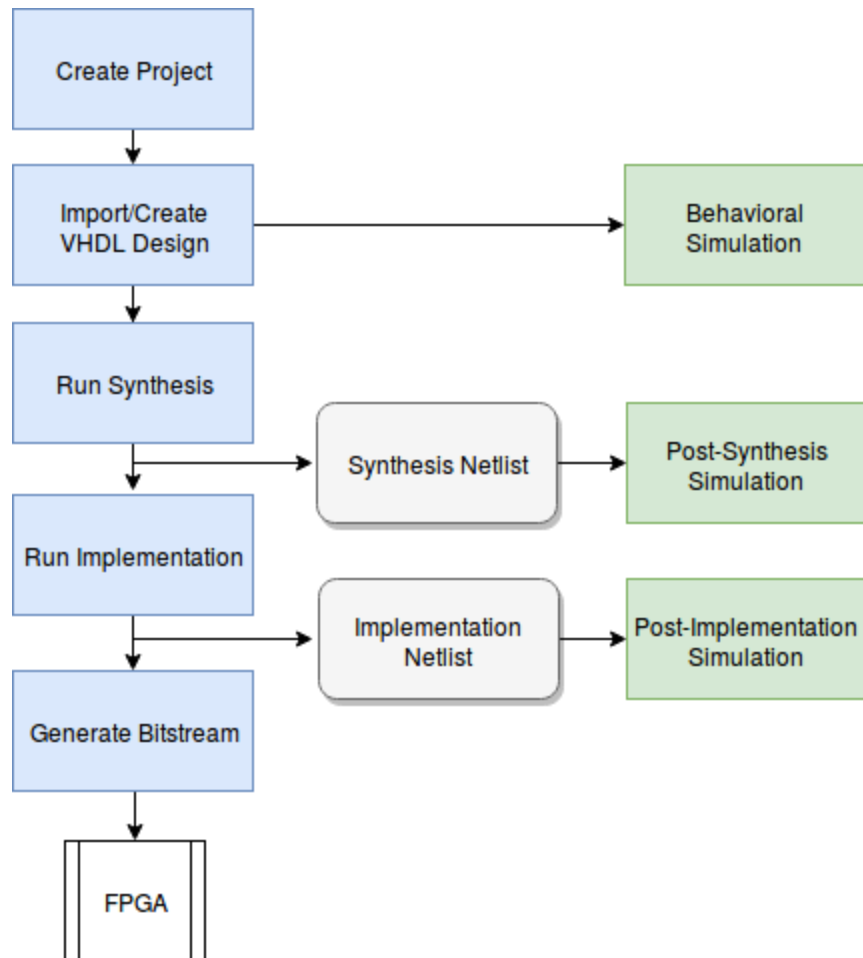 Create Project
Import/Create
VHDL Design
Behavioral
Simulation
Run Synthesis
Synthesis Netlist
Post-Synthesis
Simulation
Run Implementation
Implementation
Netlist
Post-Implementation
Simulation
Generate Bitstream
FPGA